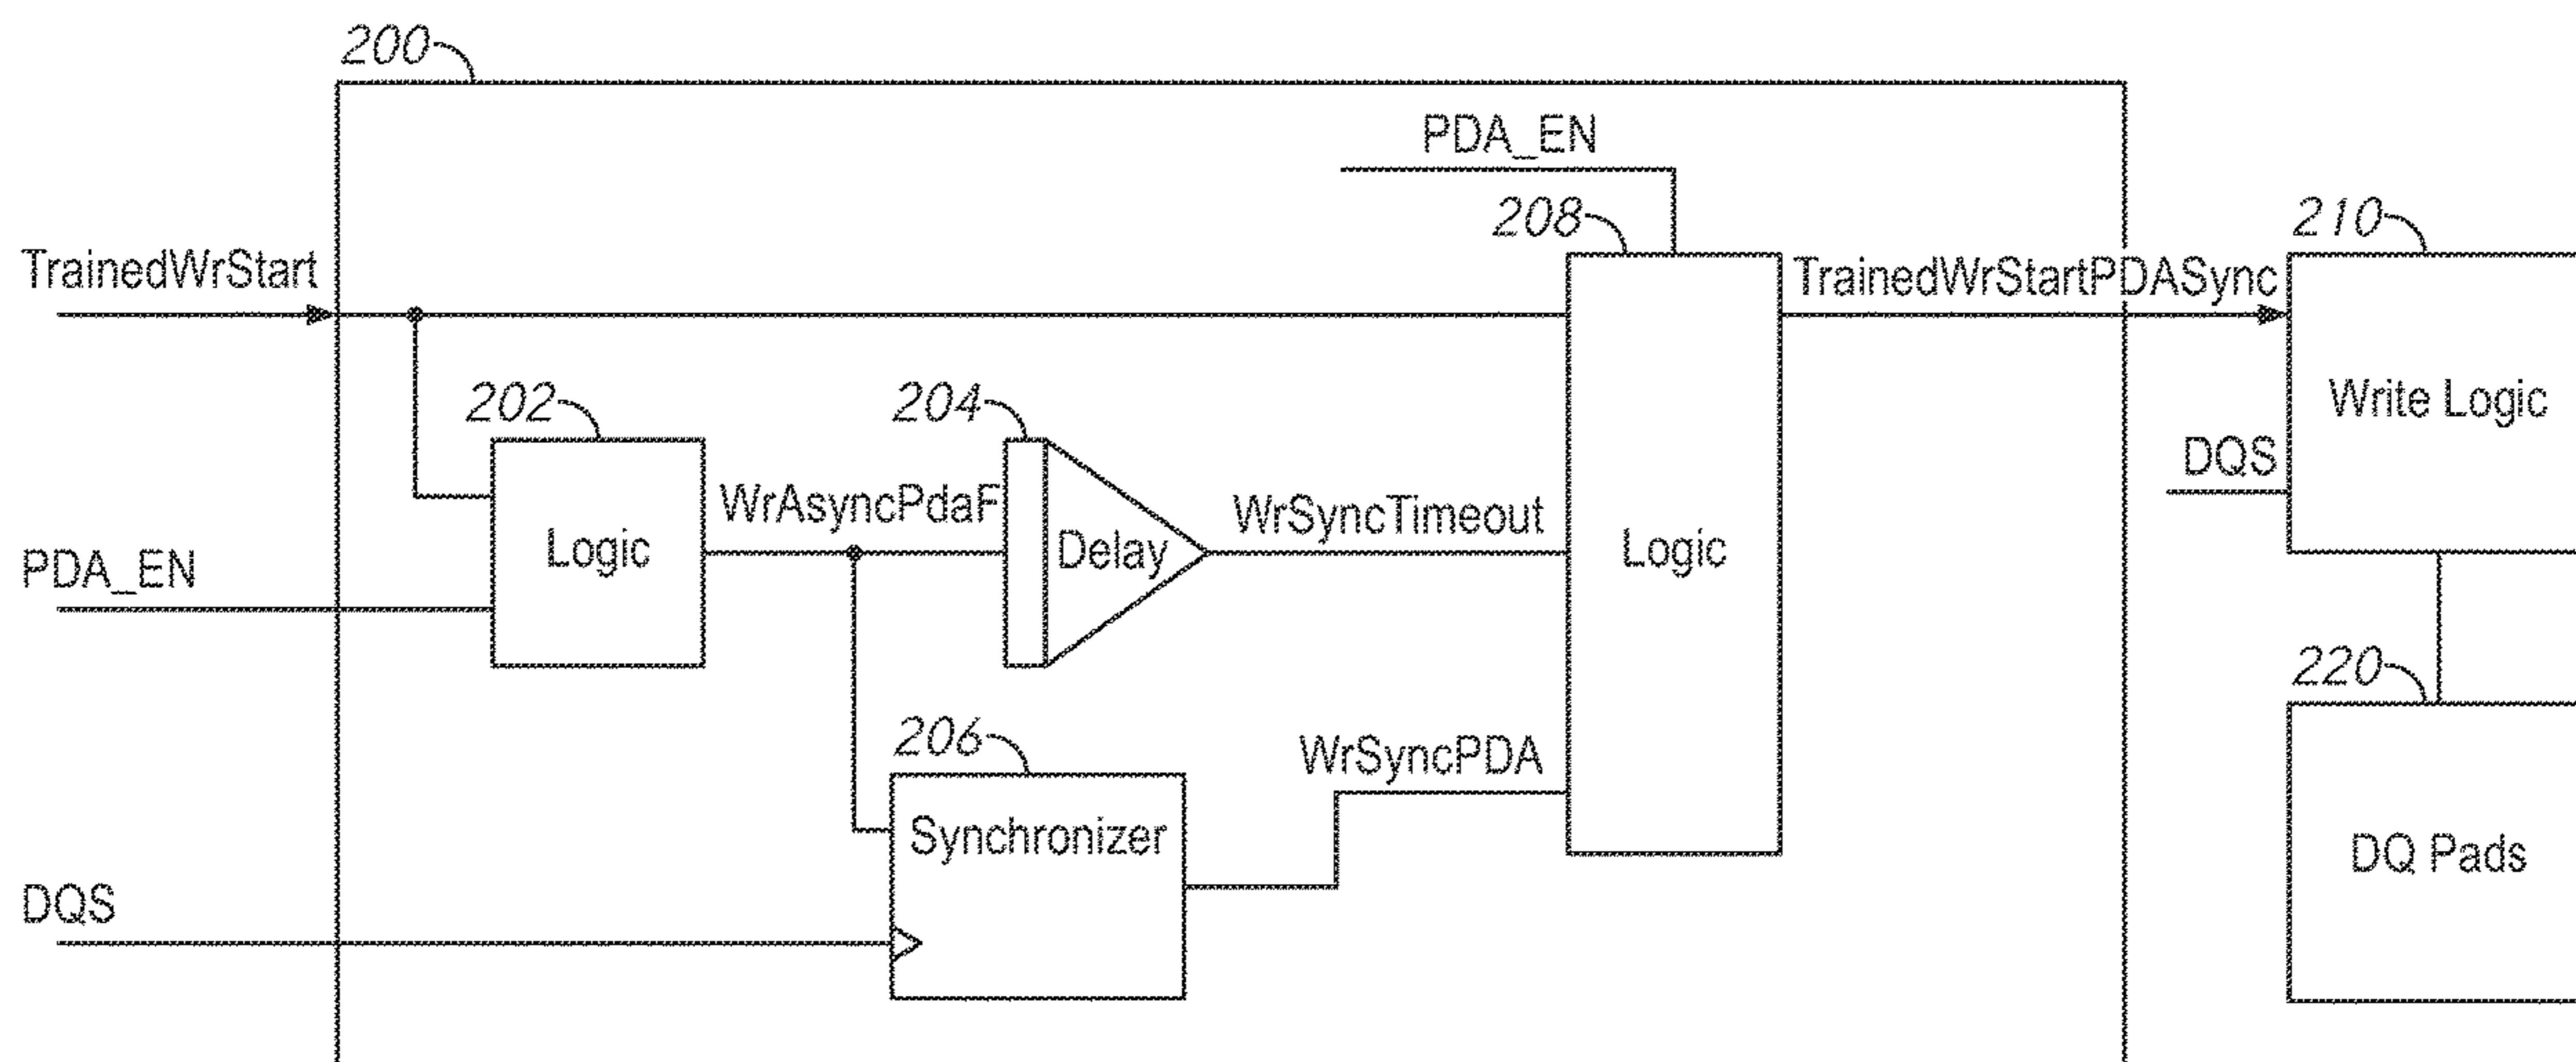 200
PDA_EN
208
210
TrainedWrStart
TrainedWrStartPDASync
Write Logic
202
204
DQS
WrAsyncPdaF
WrSyncTimeout
Logic
Delay
Logic
PDA_EN
220
206
WrSyncPDA
Synchronizer
DQ Pads
DQS